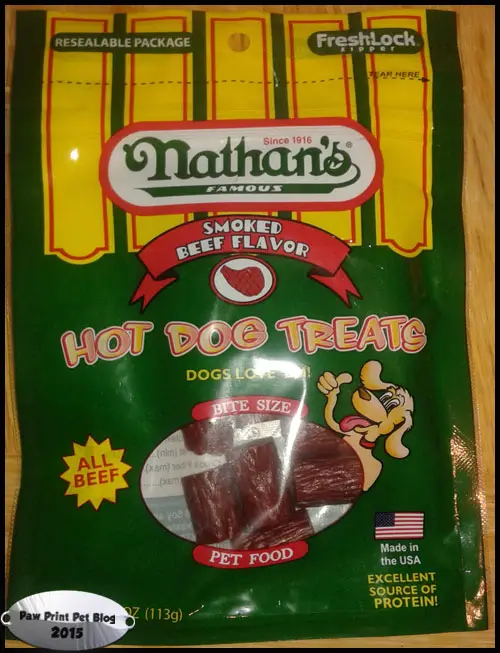 RESEALABLE PACKAGE
FreshLock
ZIPPER
TEAR HERE
Since 1916
Nathan's®
FAMOUS
SMOKED
BEEF FLAVOR
HOT DOG TREATS
DOGS
BITE SIZE
ALL
BEEF
PET FOOD
Made in
the USA
EXCELLENT
SOURCE OF
PROTEIN!
OZ (113g)
Paw Print Pet Blog
2015